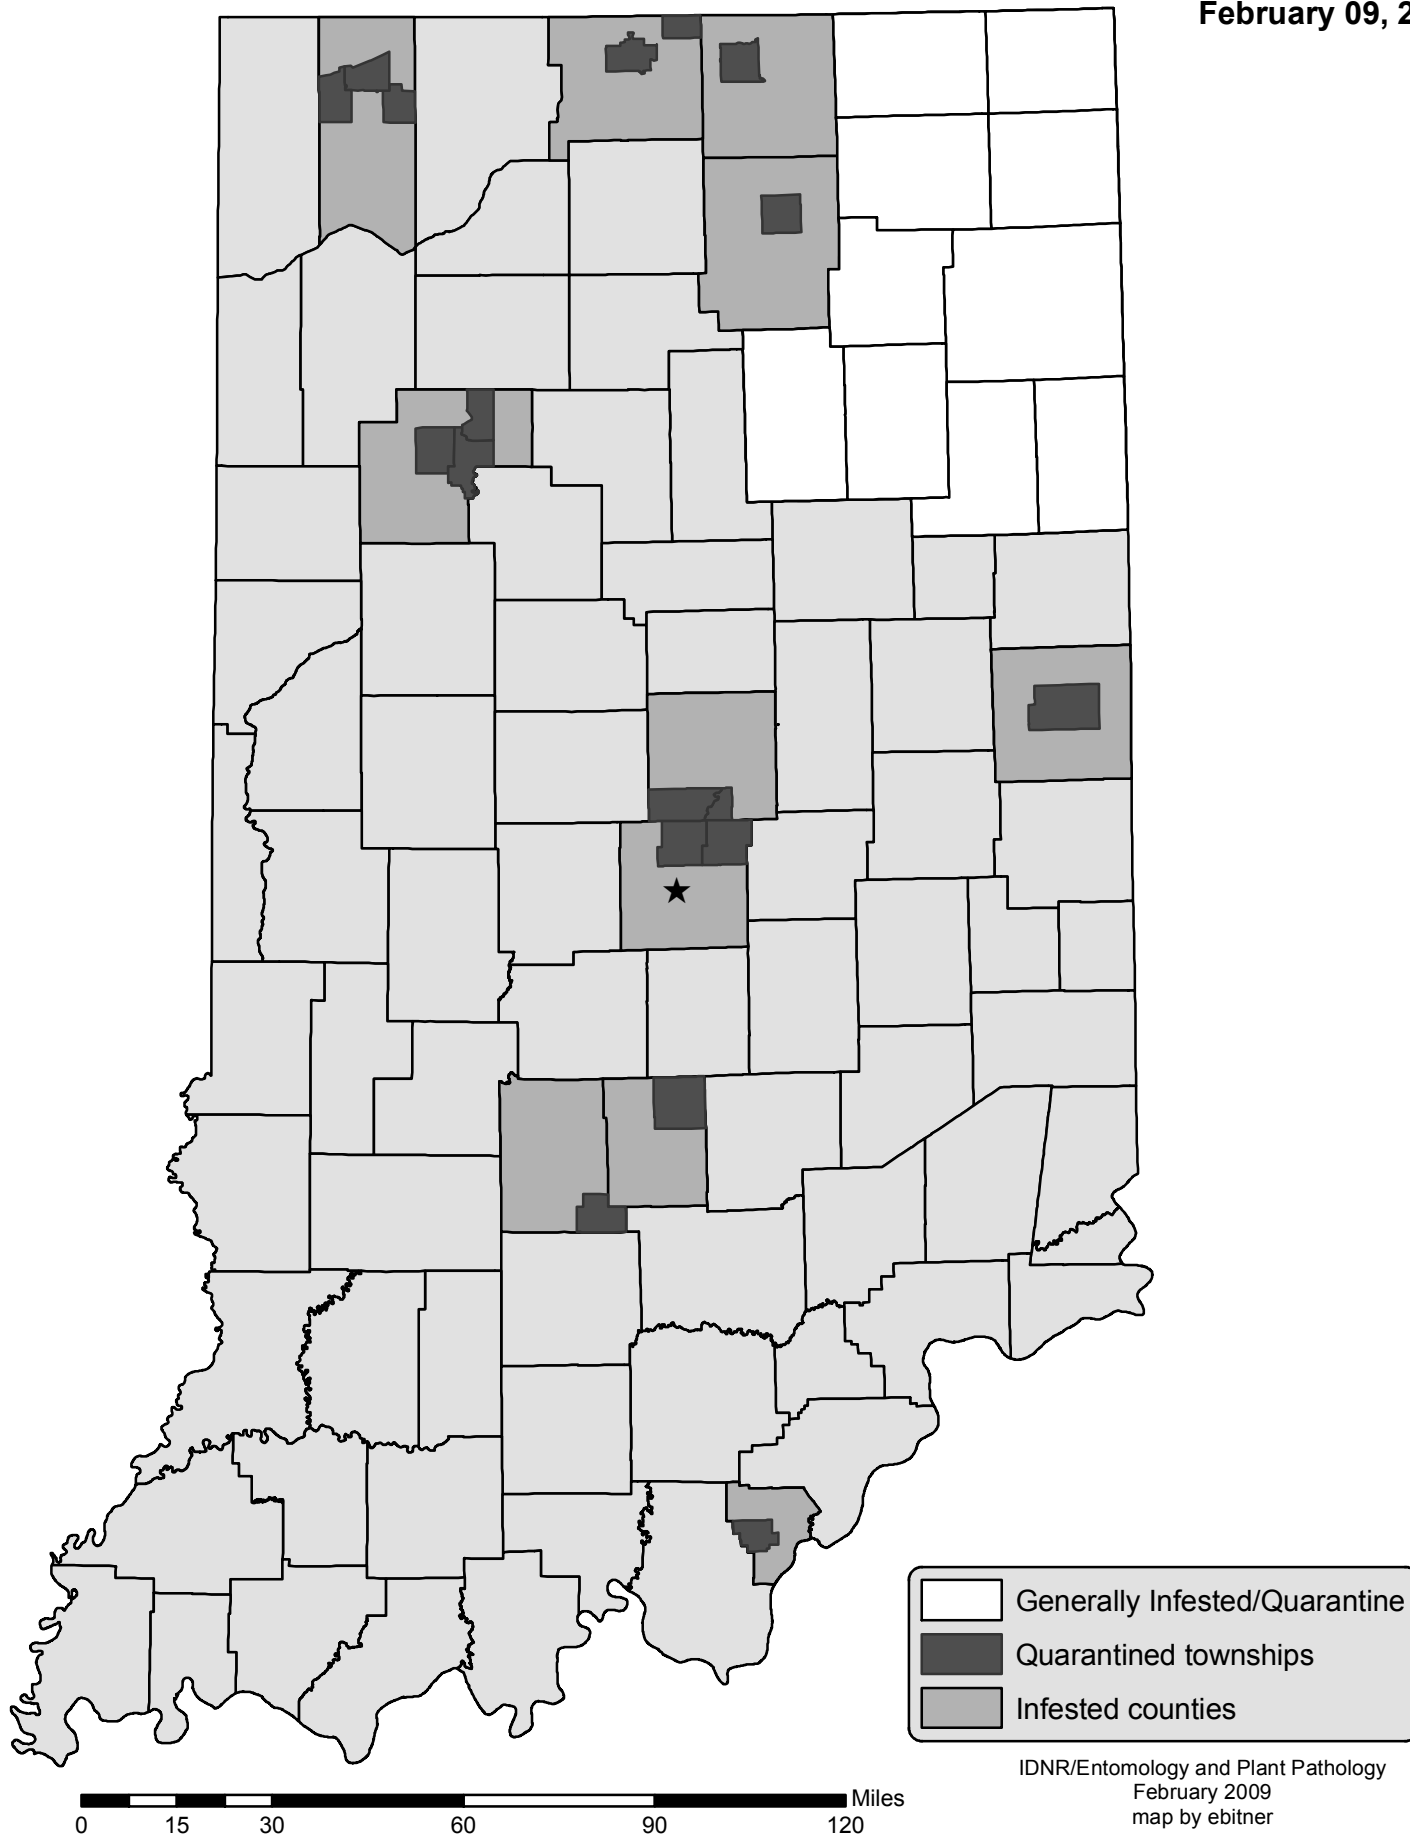 February 09, 2
Generally Infested/Quarantine
Quarantined townships
Infested counties
IDNR/Entomology and Plant Pathology
February 2009
map by ebitner
Miles
0 15 30 60 90 120